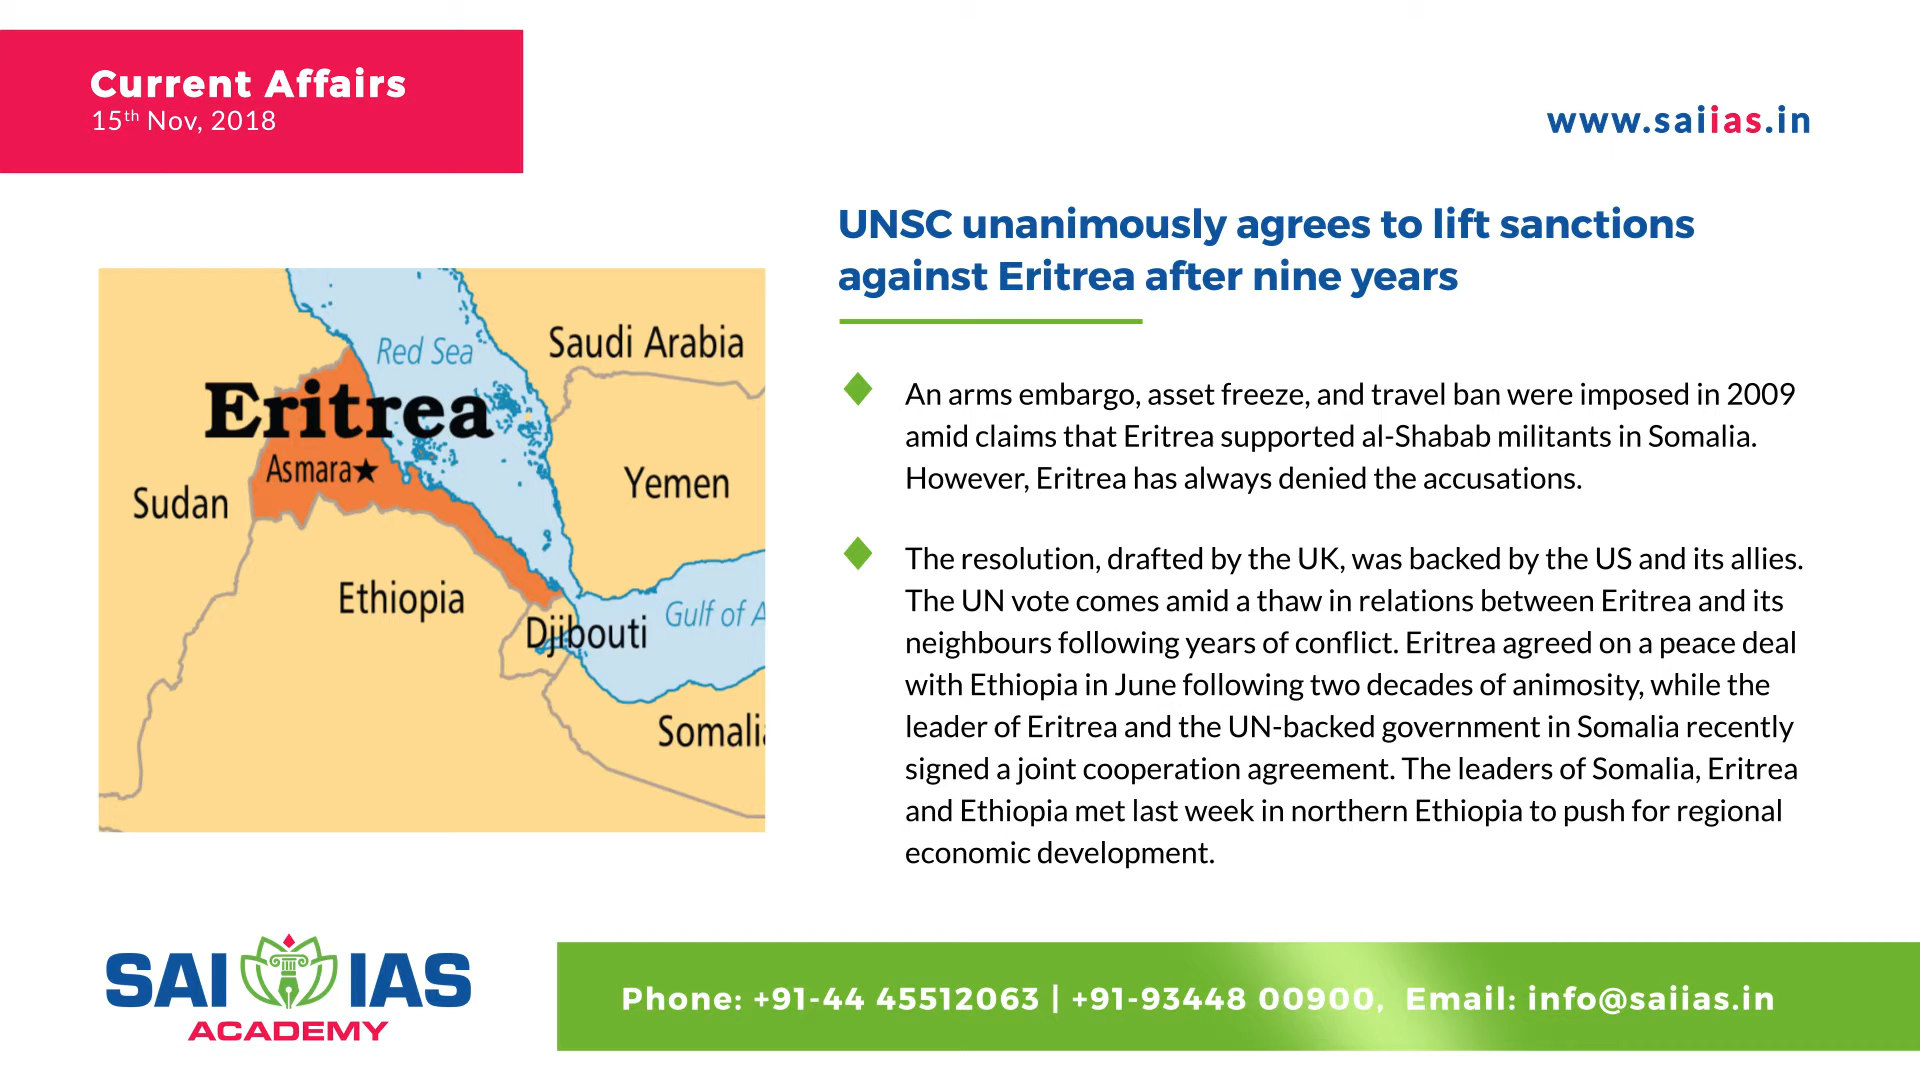 Current Affairs
15th Nov, 2018
www.saiias.in
UNSC unanimously agrees to lift sanctions
against Eritrea after nine years
An arms embargo, asset freeze, and travel ban were imposed in 2009
amid claims that Eritrea supported al-Shabab militants in Somalia.
However, Eritrea has always denied the accusations.
The resolution, drafted by the UK, was backed by the US and its allies.
The UN vote comes amid a thaw in relations between Eritrea and its
neighbours following years of conflict. Eritrea agreed on a peace deal
with Ethiopia in June following two decades of animosity, while the
leader of Eritrea and the UN-backed government in Somalia recently
signed a joint cooperation agreement. The leaders of Somalia, Eritrea
and Ethiopia met last week in northern Ethiopia to push for regional
economic development.
Red Sea
Saudi Arabia
Eritrea
Asmara
Sudan
Yemen
Ethiopia
Gulf of A
Djibouti
Somalia
SAI IAS
ACADEMY
Phone: +91-44 45512063 | +91-93448 00900, Email: info@saiias.in